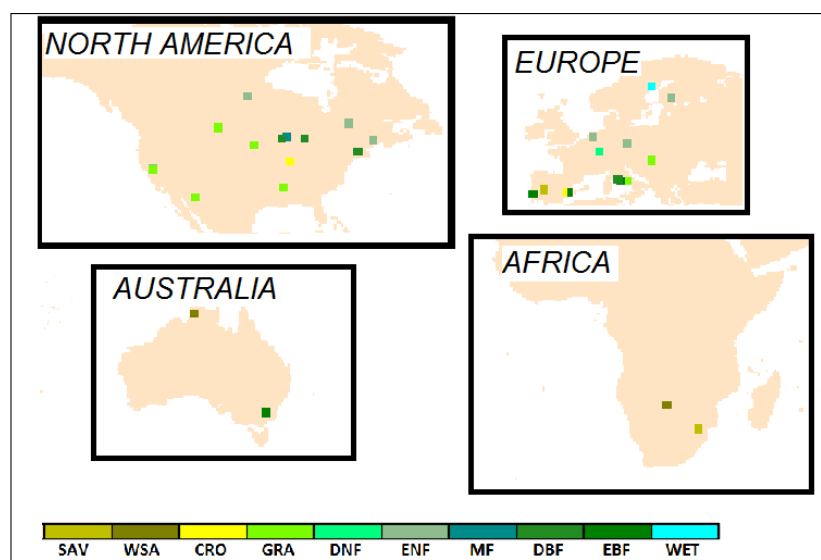 NORTH AMERICA
EUROPE
AUSTRALIA
AFRICA
SAV WSA CRO GRA DNF ENF MF DBF EBF WET